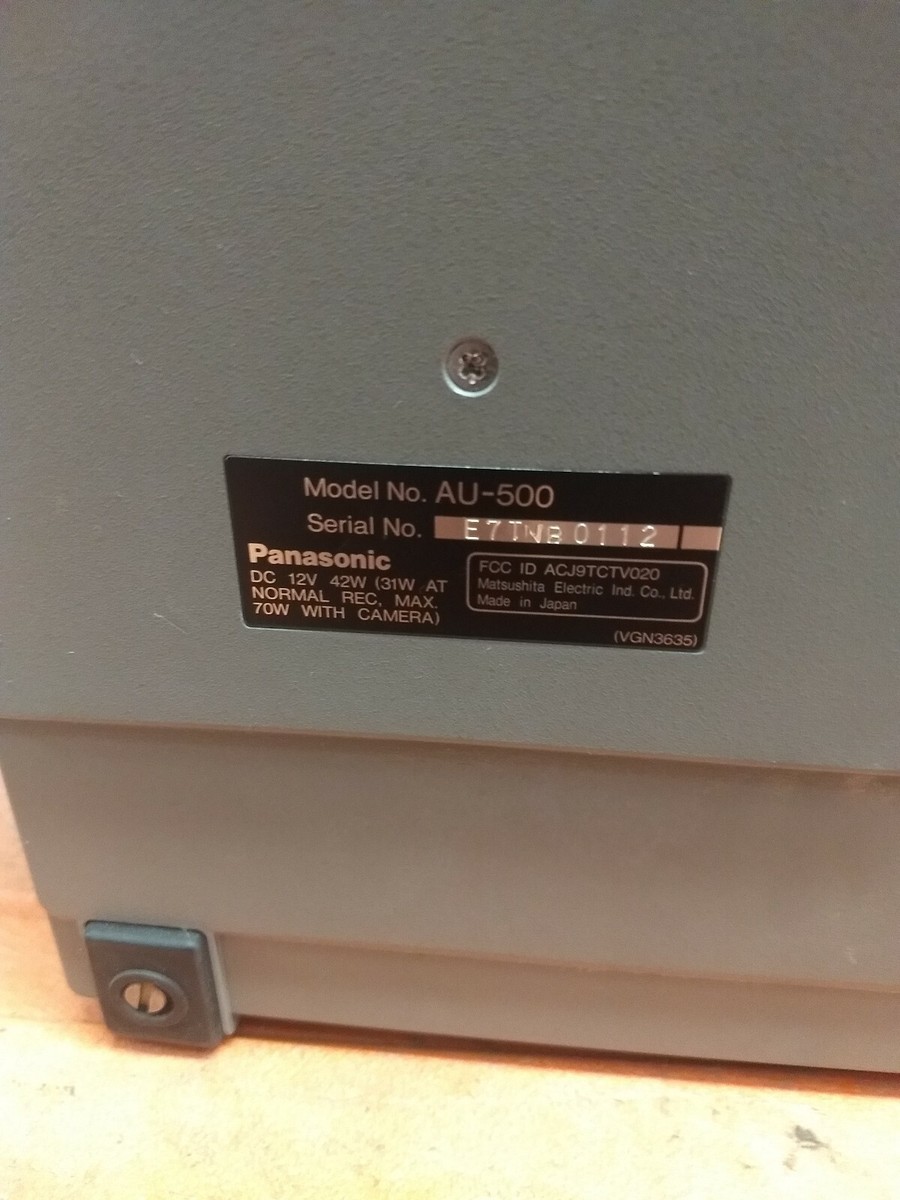 Model No. AU-500
Serial No. E7TWB0112
Panasonic
DC 12V 42W (31W AT
NORMAL REC, MAX.
70W WITH CAMERA)
FCC ID ACJ9TCTV020
Matsushita Electric Ind. Co., Ltd.
Made in Japan
(VGN3635)